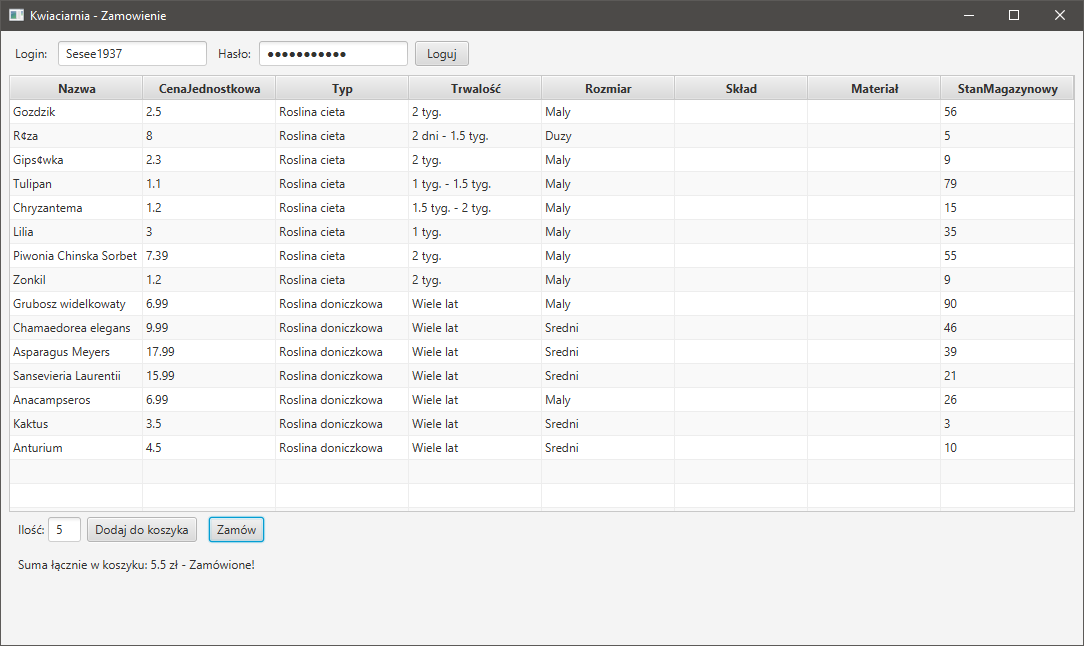 Kwiaciarnia - Zamowienie
Login: Sesee1937 Hasło: ●●●●●●●●●●● Loguj
Nazwa CenaJednostkowa Typ Trwalość Rozmiar Skład Materiał StanMagazynowy
Gozdzik 2.5 Roslina cieta 2 tyg. Maly 56
R¢za 8 Roslina cieta 2 dni - 1.5 tyg. Duzy 5
Gips¢wka 2.3 Roslina cieta 2 tyg. Maly 9
Tulipan 1.1 Roslina cieta 1 tyg. - 1.5 tyg. Maly 79
Chryzantema 1.2 Roslina cieta 1.5 tyg. - 2 tyg. Maly 15
Lilia 3 Roslina cieta 1 tyg. Maly 35
Piwonia Chinska Sorbet 7.39 Roslina cieta 2 tyg. Maly 55
Zonkil 1.2 Roslina cieta 2 tyg. Maly 9
Grubosz widelkowaty 6.99 Roslina doniczkowa Wiele lat Maly 90
Chamaedorea elegans 9.99 Roslina doniczkowa Wiele lat Sredni 46
Asparagus Meyers 17.99 Roslina doniczkowa Wiele lat Sredni 39
Sansevieria Laurentii 15.99 Roslina doniczkowa Wiele lat Sredni 21
Anacampseros 6.99 Roslina doniczkowa Wiele lat Maly 26
Kaktus 3.5 Roslina doniczkowa Wiele lat Sredni 3
Anturium 4.5 Roslina doniczkowa Wiele lat Sredni 10
Ilość: 5 Dodaj do koszyka Zamów
Suma łącznie w koszyku: 5.5 zł - Zamówione!